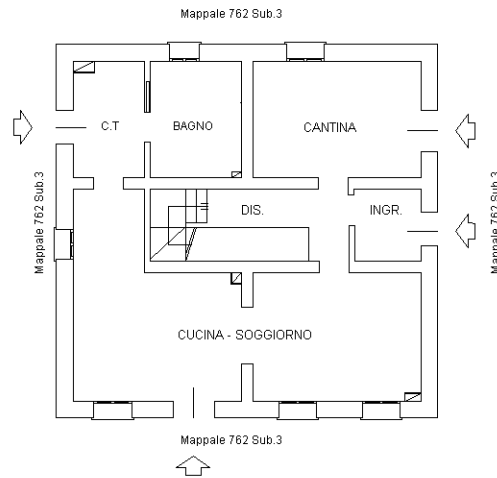 Mappale 762 Sub.3
C.T
BAGNO
CANTINA
Mappale 762 Sub.3
DIS.
INGR.
Mappale 762 Sub.3
CUCINA - SOGGIORNO
Mappale 762 Sub.3